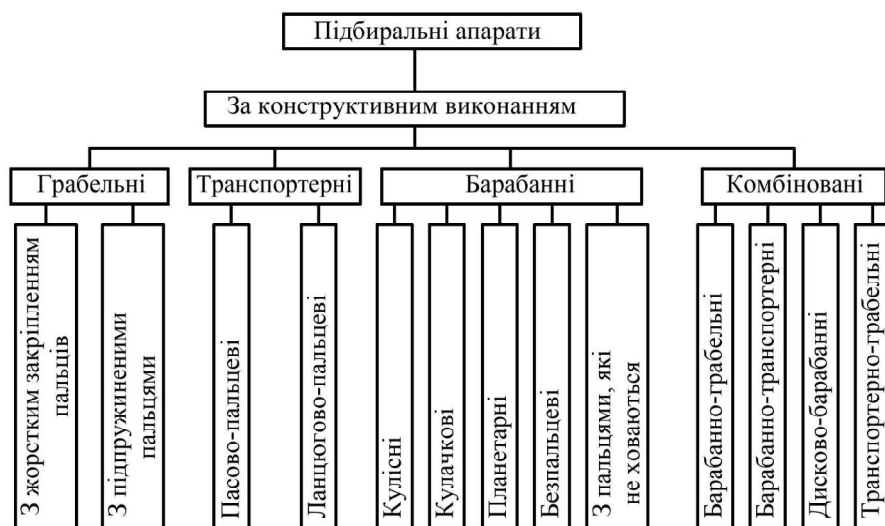 Підбиральні апарати
За конструктивним виконанням
Грабельні
Транспортерні
Барабанні
Комбіновані
З жорстким закріпленням
пальців
З підпружиненими
пальцями
Пасово-пальцеві
Ланцюгово-пальцеві
Кулісні
Кулачкові
Планетарні
Безпальцеві
З пальцями, які
не ховаються
Барабанно-грабельні
Барабанно-транспортерні
Дисково-барабанні
Транспортерно-грабельні